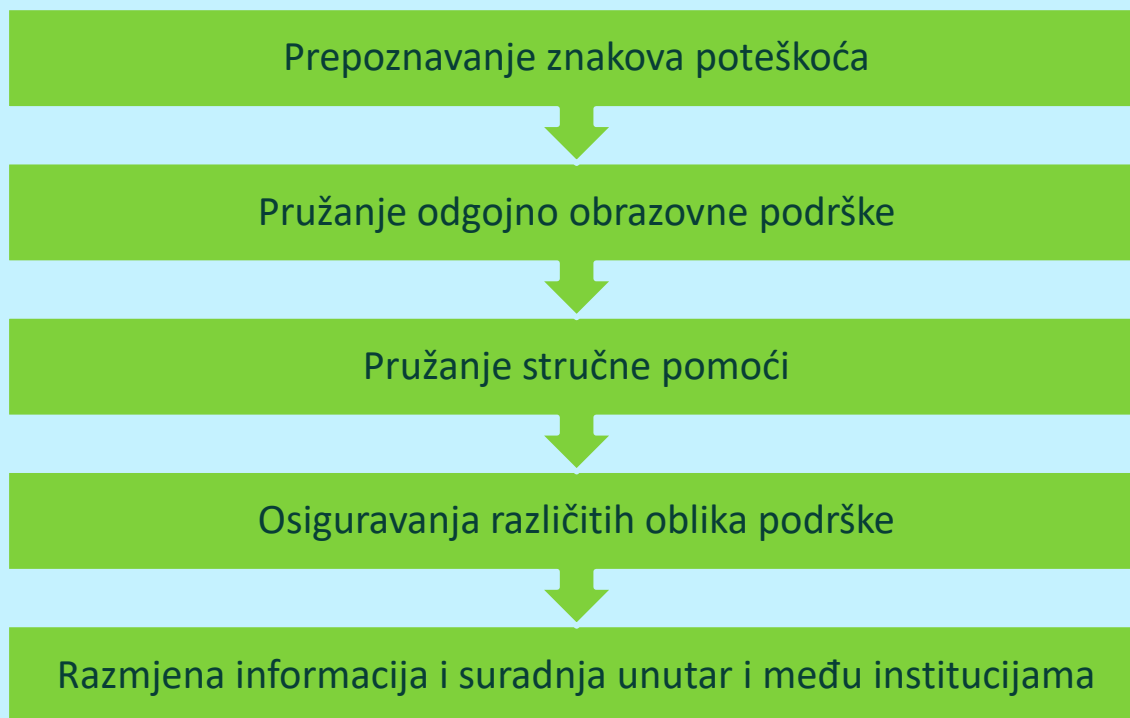 Prepoznavanje znakova poteškoća
Pružanje odgojno obrazovne podrške
Pružanje stručne pomoći
Osiguravanja različitih oblika podrške
Razmjena informacija i suradnja unutar i među institucijama